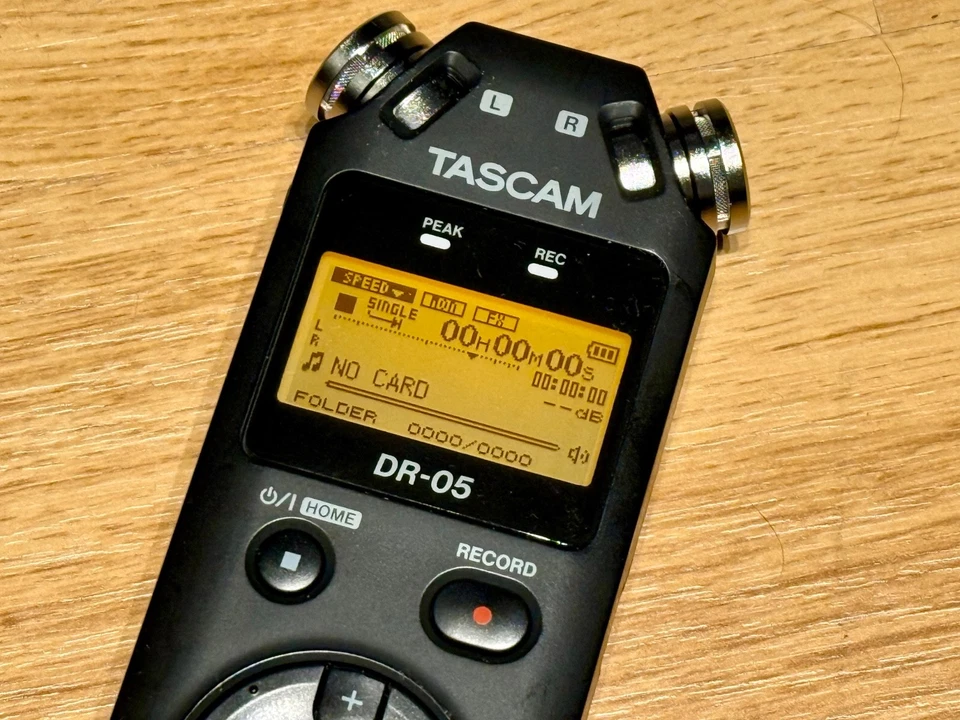 L R
TASCAM
PEAK REC
SPEED FX
SINGLE 00H00M00S
L
R 00:00:00
NO CARD --dB
FOLDER 0000/0000
DR-05
HOME
RECORD
+